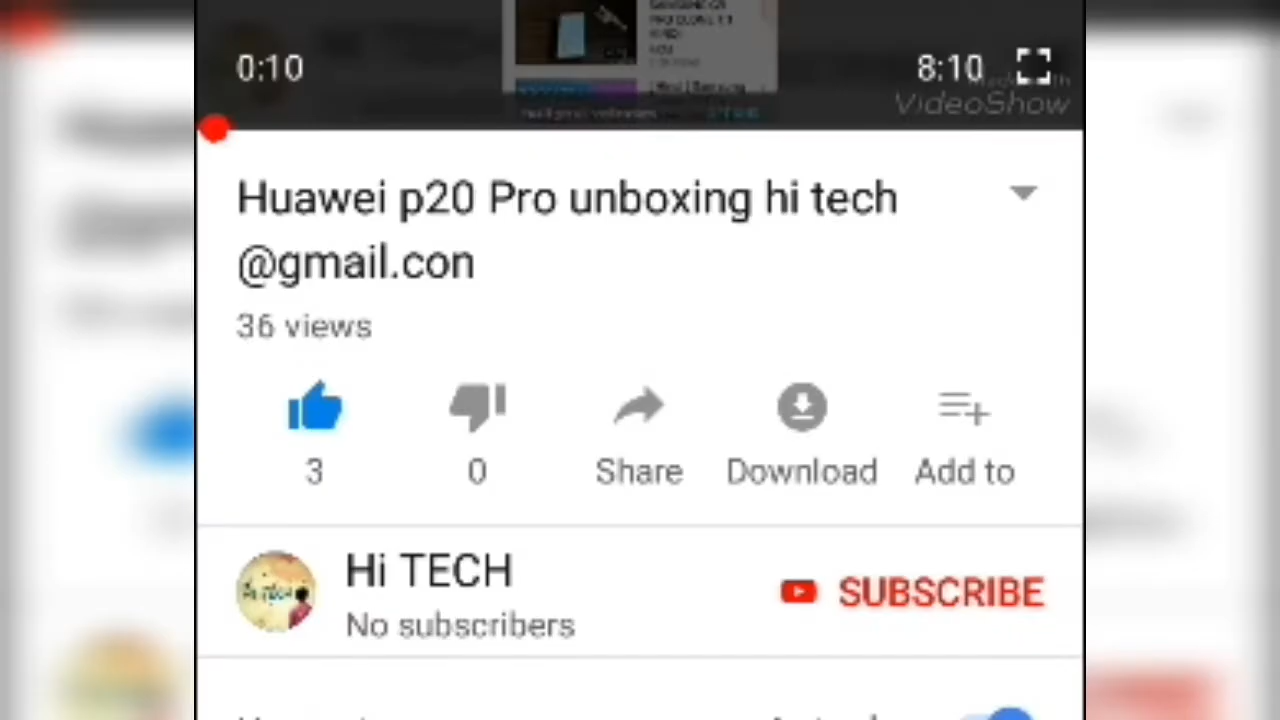 0:10
8:10
VideoShow
Huawei p20 Pro unboxing hi tech
@gmail.con
36 views
3
0
Share
Download
Add to
Hi TECH
No subscribers
SUBSCRIBE